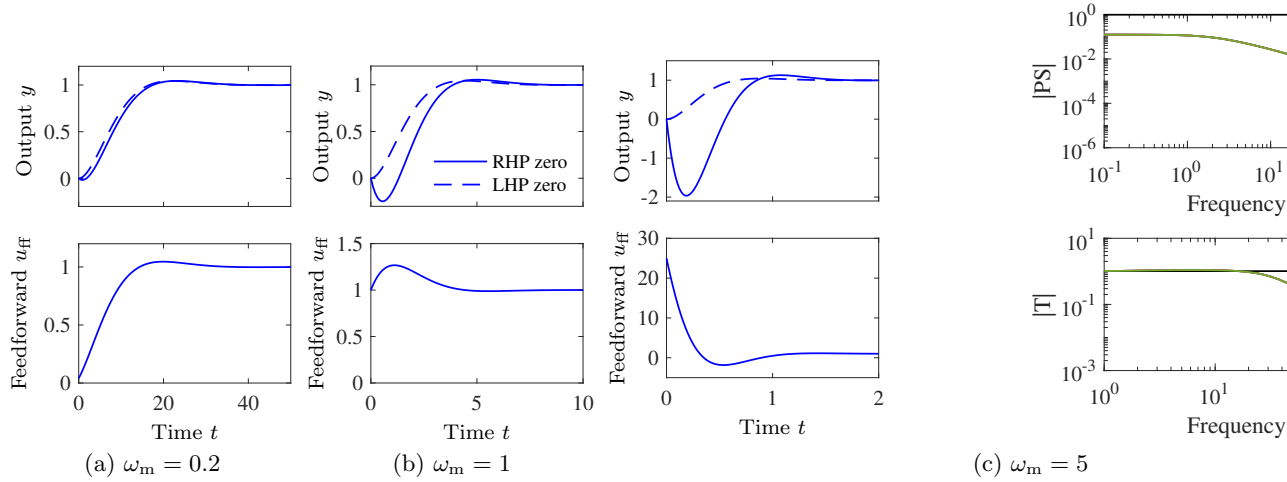 Output y
1
0.5
0
Output y
1
0.5
0
RHP zero
LHP zero
Output y
1
0
-1
-2
|PS|
10^0
10^-2
10^-4
10^-6
10^-1
10^0
10^1
Frequency
Feedforward u_ff
1
0.5
0
0
20
40
Time t
Feedforward u_ff
1.5
1
0.5
0
0
5
10
Time t
Feedforward u_ff
30
20
10
0
0
1
2
Time t
|T|
10^1
10^-1
10^-3
10^0
10^1
Frequency
(a) ω_m = 0.2
(b) ω_m = 1
(c) ω_m = 5